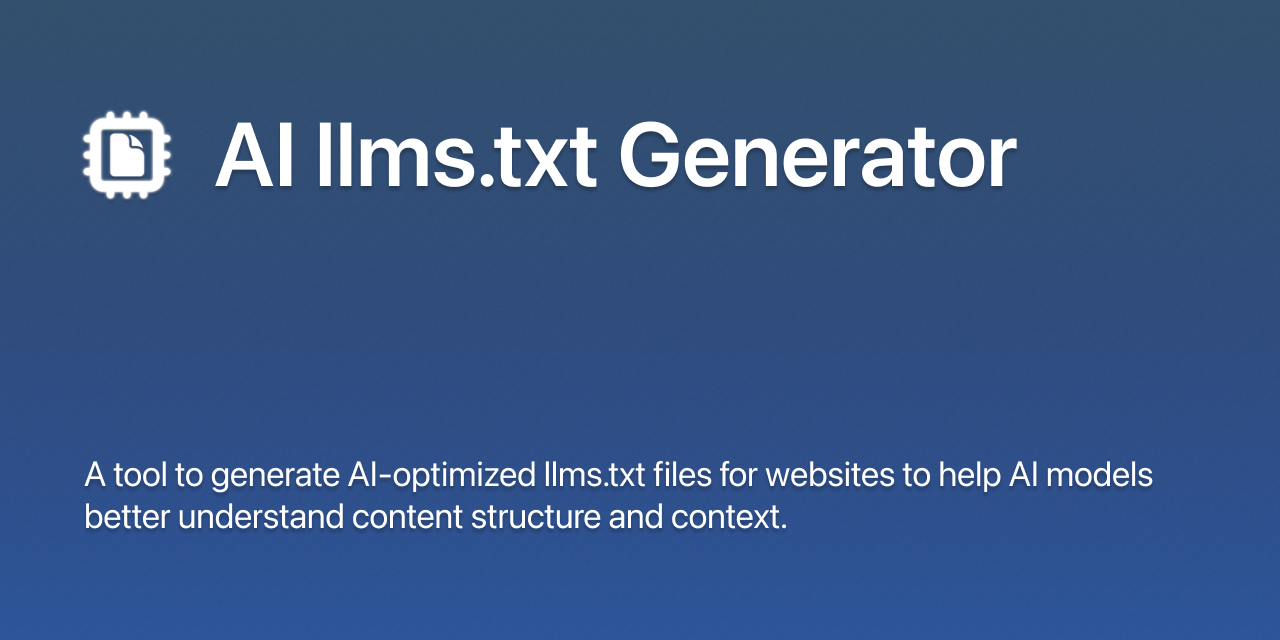 AI llms.txt Generator
A tool to generate AI-optimized llms.txt files for websites to help AI models
better understand content structure and context.